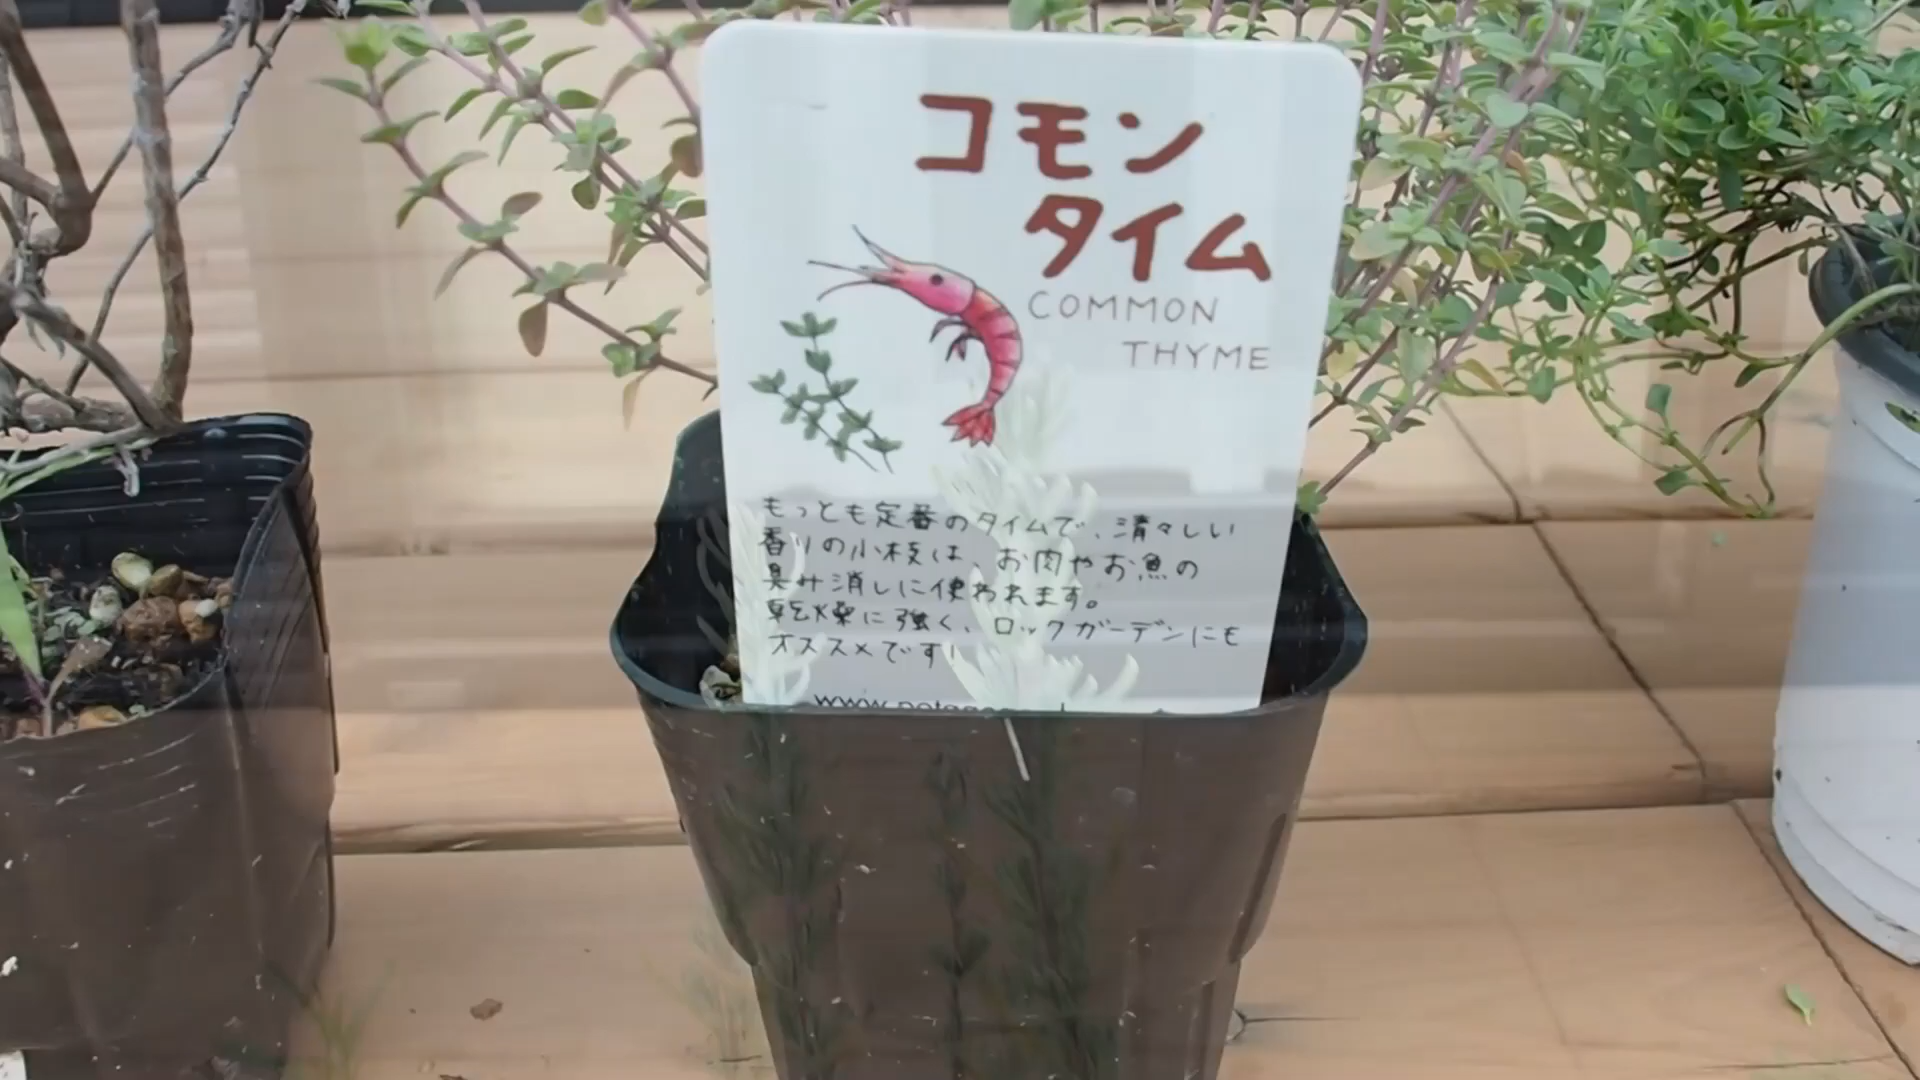 コモン
タイム
COMMON
THYME
もっとも定番のタイムで、清々しい
香りの小枝は、お肉やお魚の
臭み消しに使われます。
乾燥に強く、ロックガーデンにも
オススメです!